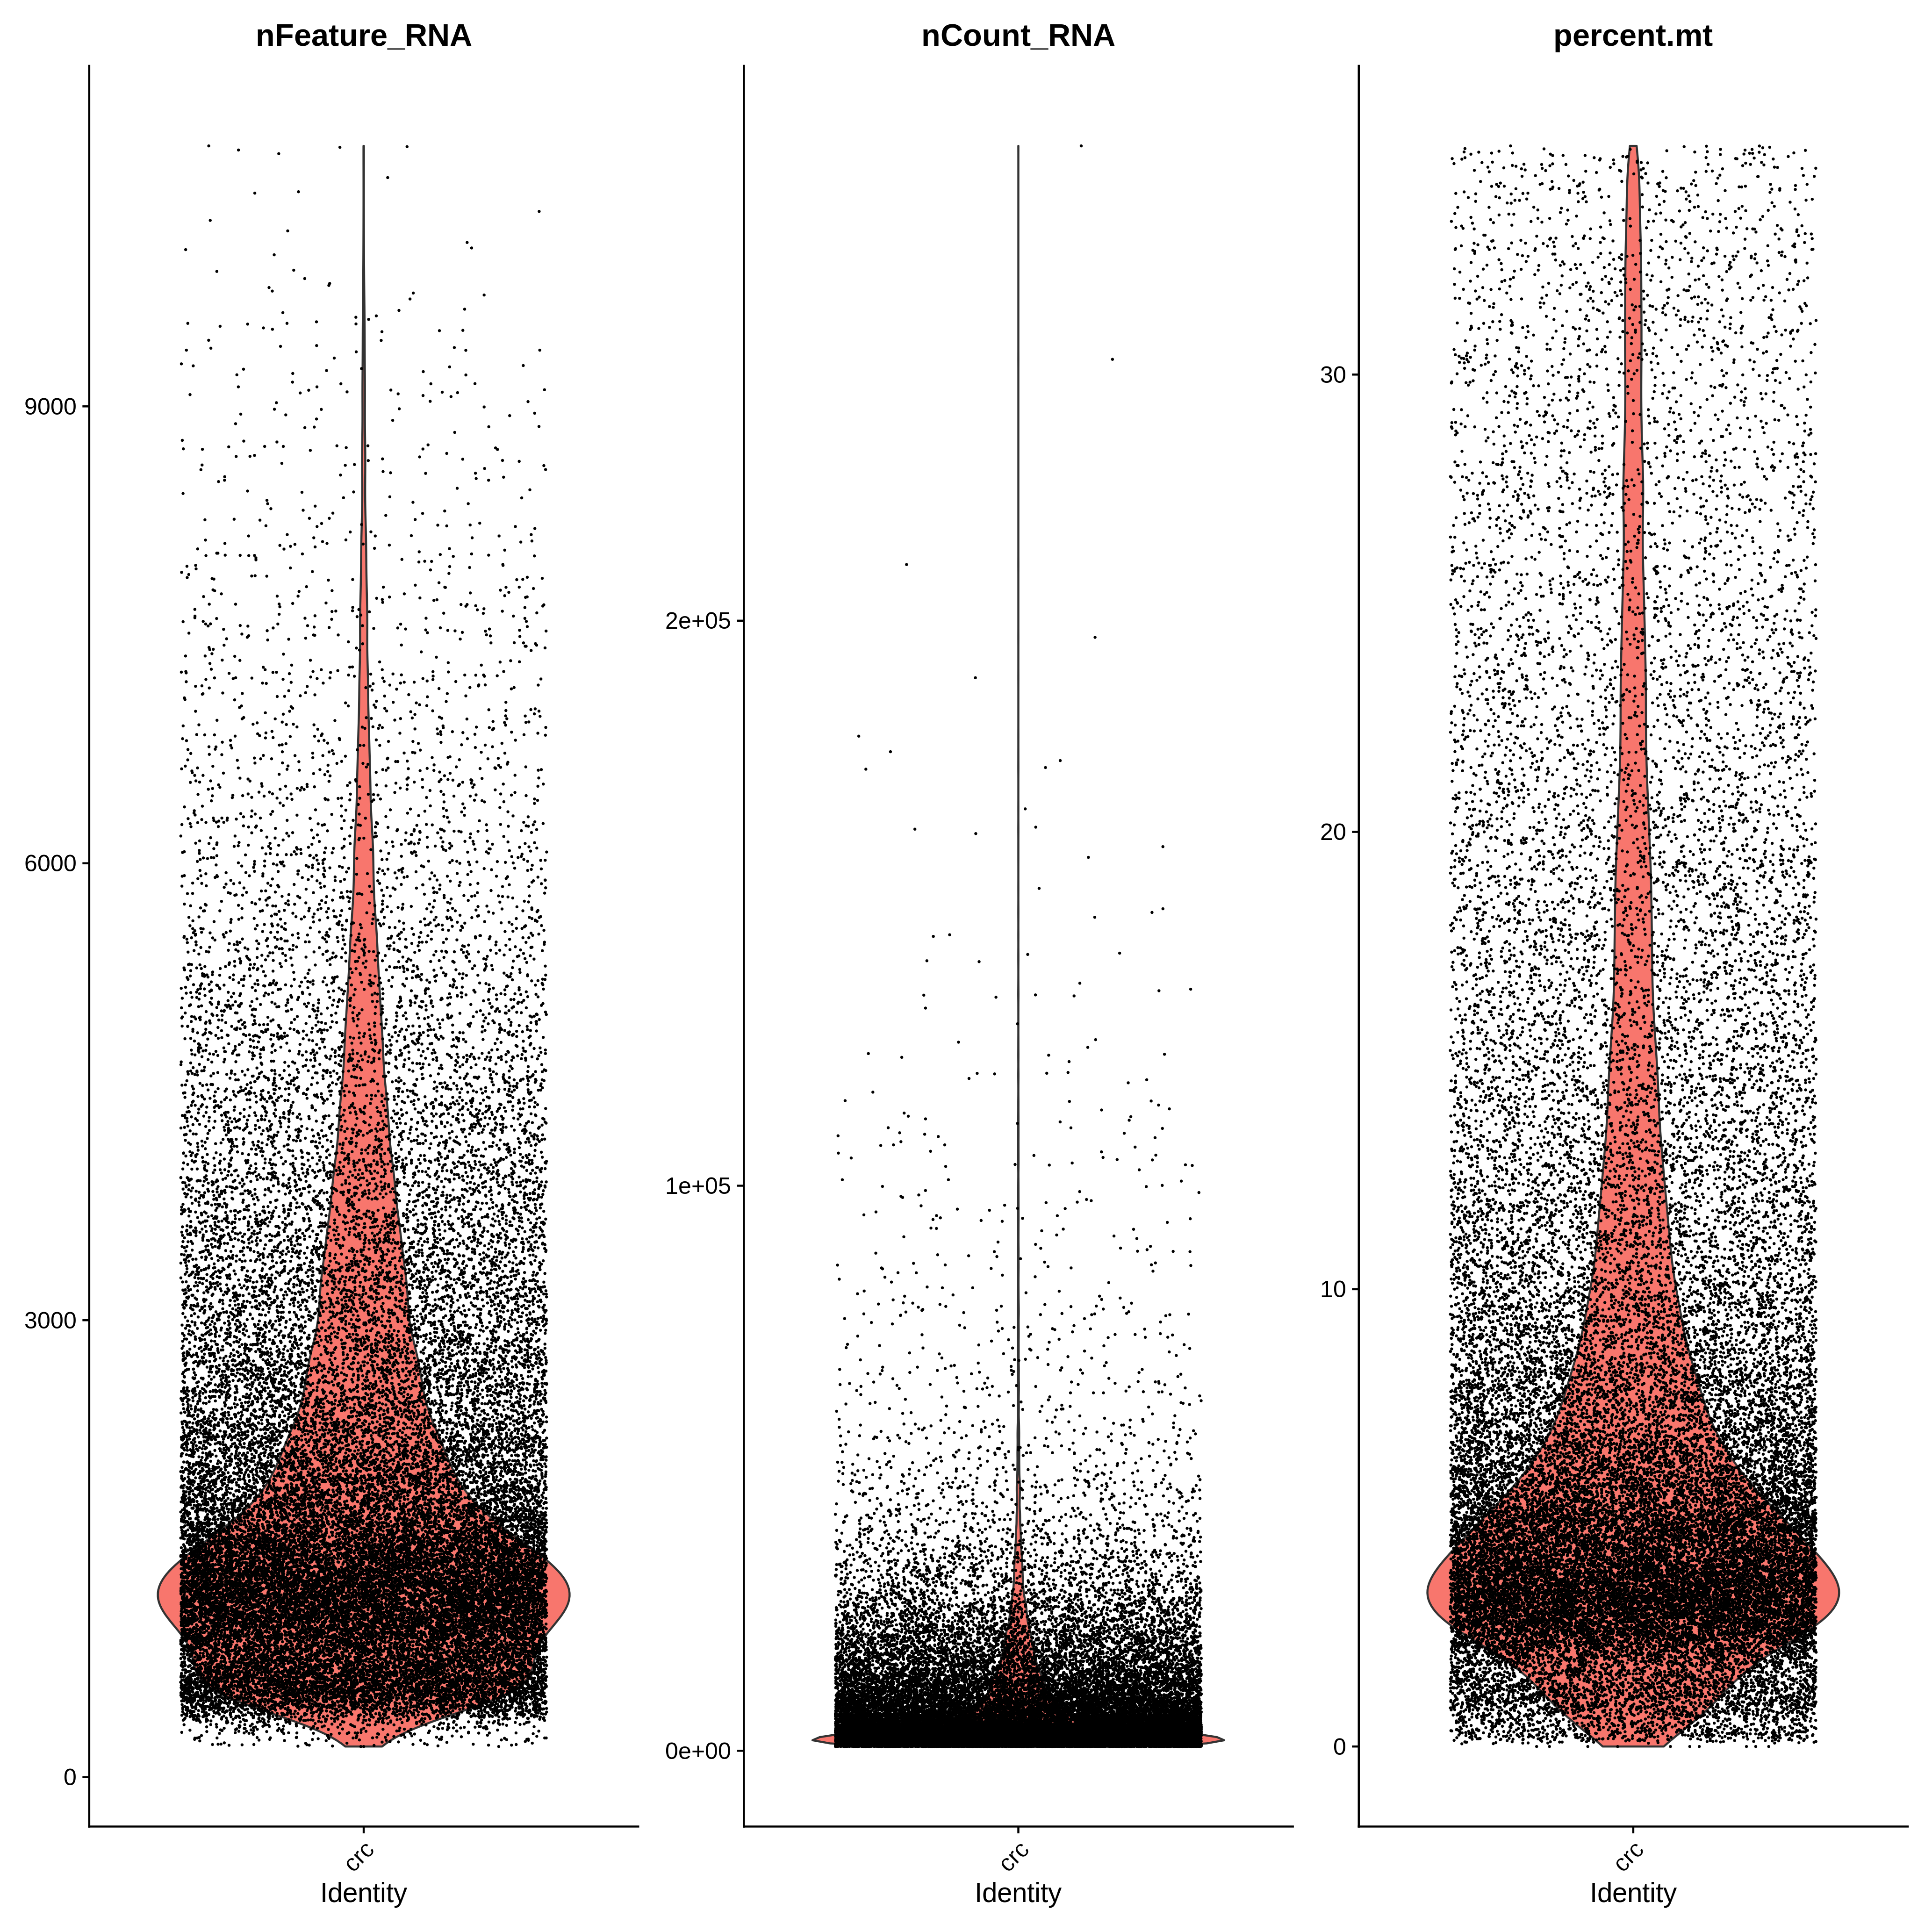 nFeature_RNA
9000
6000
3000
0
crc
Identity
nCount_RNA
2e+05
1e+05
0e+00
crc
Identity
percent.mt
30
20
10
0
crc
Identity